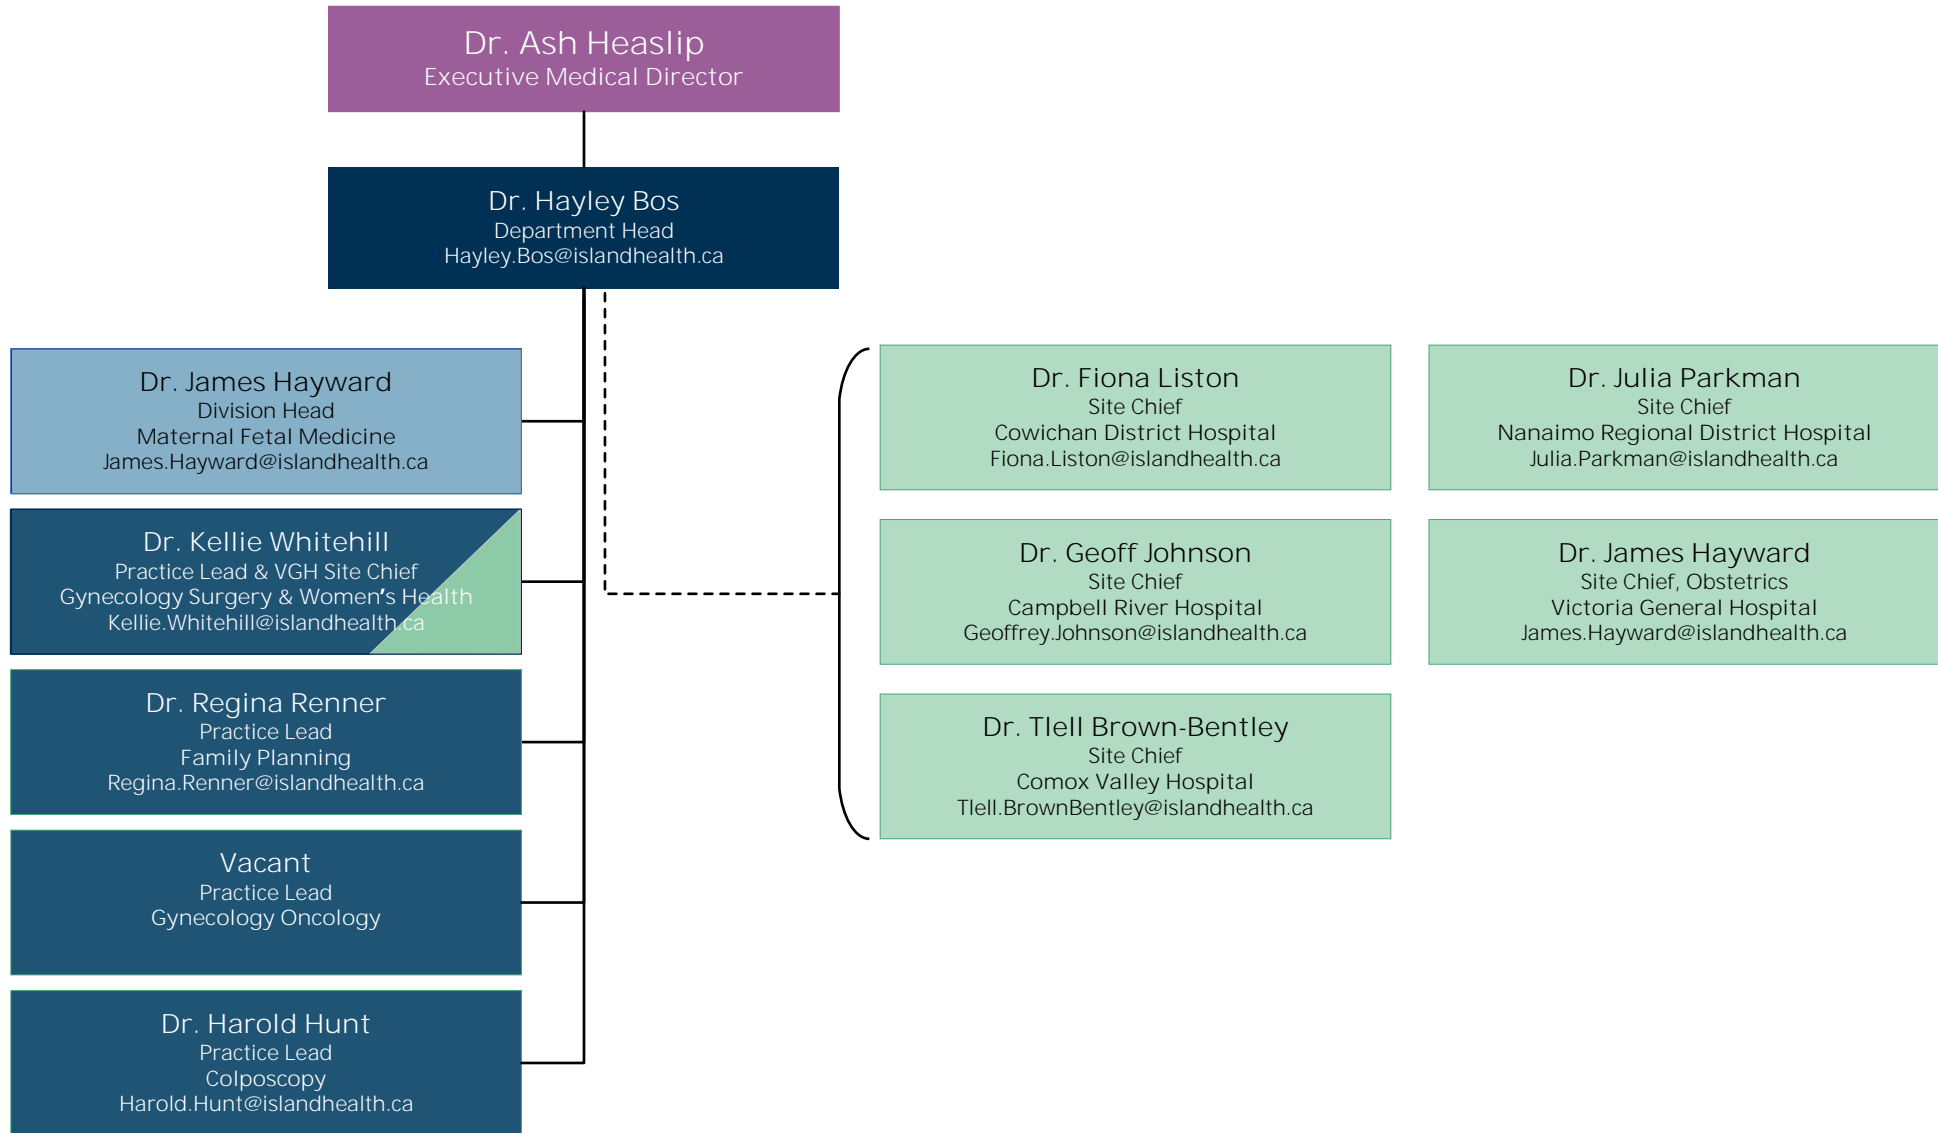 Dr. Ash Heaslip
Executive Medical Director
Dr. Hayley Bos
Department Head
Hayley.Bos@islandhealth.ca
Dr. James Hayward
Division Head
Maternal Fetal Medicine
James.Hayward@islandhealth.ca
Dr. Kellie Whitehill
Practice Lead & VGH Site Chief
Gynecology Surgery & Women's Health
Kellie.Whitehill@islandhealth.ca
Dr. Regina Renner
Practice Lead
Family Planning
Regina.Renner@islandhealth.ca
Vacant
Practice Lead
Gynecology Oncology
Dr. Harold Hunt
Practice Lead
Colposcopy
Harold.Hunt@islandhealth.ca
Dr. Fiona Liston
Site Chief
Cowichan District Hospital
Fiona.Liston@islandhealth.ca
Dr. Julia Parkman
Site Chief
Nanaimo Regional District Hospital
Julia.Parkman@islandhealth.ca
Dr. Geoff Johnson
Site Chief
Campbell River Hospital
Geoffrey.Johnson@islandhealth.ca
Dr. James Hayward
Site Chief, Obstetrics
Victoria General Hospital
James.Hayward@islandhealth.ca
Dr. Tlell Brown-Bentley
Site Chief
Comox Valley Hospital
Tlell.BrownBentley@islandhealth.ca